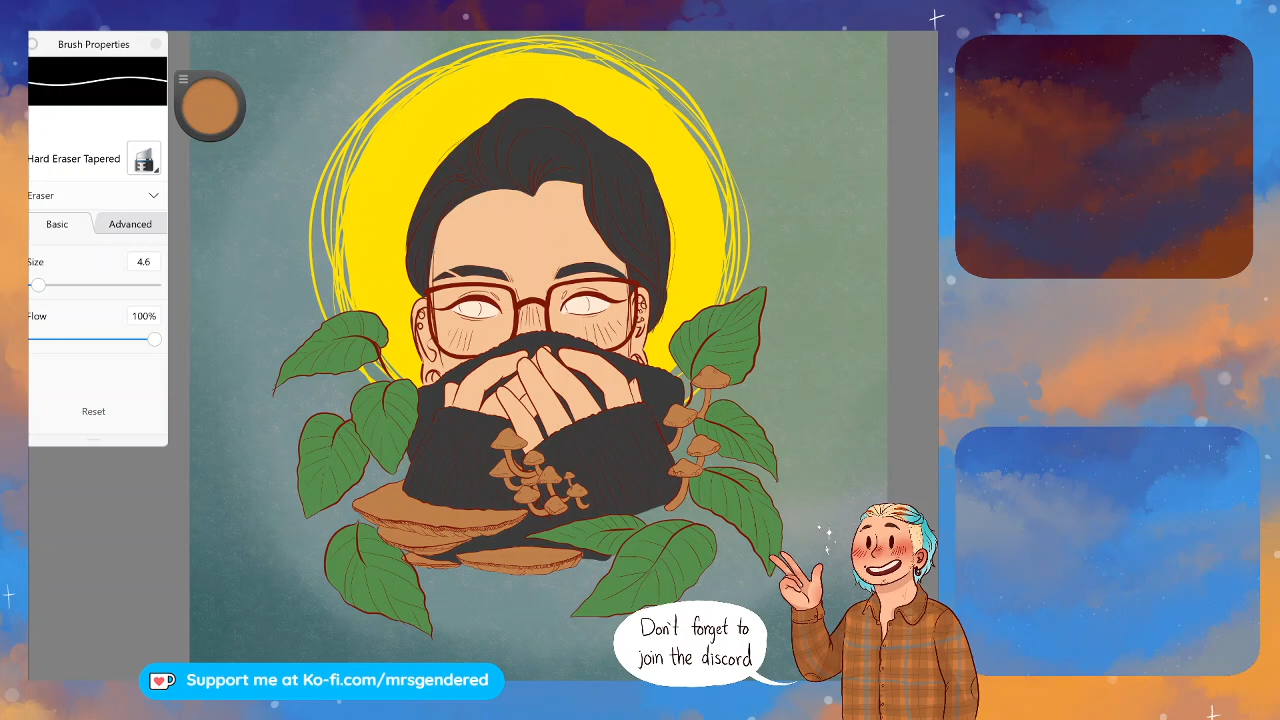 Brush Properties
Hard Eraser Tapered
Eraser
Basic
Advanced
Size
4.6
Flow
100%
Reset
Don't forget to
join the discord
Support me at Ko-fi.com/mrsgendered